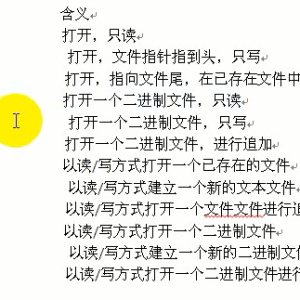 含义
打开，只读
打开，文件指针指到头，只写
打开，指向文件尾，在已存在文件中
打开一个二进制文件，只读
打开一个二进制文件，只写
打开一个二进制文件，进行追加
以读/写方式打开一个已存在的文件
以读/写方式建立一个新的文本文件
以读/写方式打开一个文件文件进行追
以读/写方式打开一个二进制文件
以读/写方式建立一个新的二进制文件
以读/写方式打开一个二进制文件进行